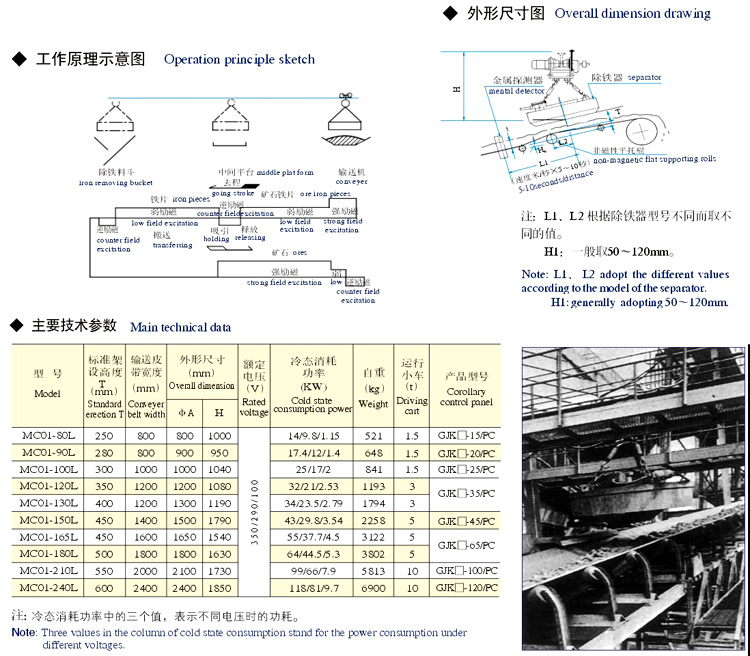 ◆ 外形尺寸图 Overall dimension drawing
◆ 工作原理示意图 Operation principle sketch
除铁料斗
iron removing bucket
中间平台 middle plat form
去程
going stroke
输送机
conveyer
铁片 iron pieces
逆励磁
counter field excitation
矿石铁片 ore iron pieces
弱励磁
low field excitation
弱励磁
low field excitation
强励磁
strong field excitation
逆励磁
counter field excitation
搬送
transferring
吸引
holding
释放
releasing
矿石 ores
强励磁
strong field excitation
弱
low
逆励磁
counter field excitation
H
金属探测器
mental detector
除铁器 separator
T
H1
L2
L1
非磁性平托辊
non-magnetic flat supporting rolls
(速度米/秒×5~10秒)
5-10seconds/distance
注: L1、L2 根据除铁器型号不同而取不
同的值。
H1: 一般取50～120mm。
Note: L1、 L2 adopt the different values
according to the model of the separator.
H1: generally adopting 50～120mm.
◆ 主要技术参数 Main technical data
型 号 Model 标准架设高度 T (mm) Standard erection T 输送皮带宽度 (mm) Conveyer belt width 外形尺寸 (mm) Overall dimension ΦA H 额定电压 (V) Rated voltage 冷态消耗功率 (KW) Cold state consumption power 自重 (kg) Weight 运行小车 (t) Driving cart 产品型号 Corollary control panel
MC01-80L 250 800 800 1000 14/9.8/1.15 521 1.5 GJK□-15/PC
MC01-90L 280 800 900 950 17.4/12/1.4 648 1.5 GJK□-20/PC
MC01-100L 300 1000 1000 1040 25/17/2 841 1.5 GJK□-25/PC
MC01-120L 350 1200 1200 1080 32/21/2.53 1193 3 GJK□-35/PC
MC01-130L 400 1200 1300 1190 34/23.5/2.79 1794 3
350/290/100
MC01-150L 450 1400 1500 1790 43/29.8/3.54 2258 5 GJK□-45/PC
MC01-165L 450 1600 1650 1540 55/37.7/4.5 3122 5 GJK□-65/PC
MC01-180L 500 1800 1800 1630 64/44.5/5.3 3802 5
MC01-210L 550 2000 2100 1730 99/66/7.9 5813 10 GJK□-100/PC
MC01-240L 600 2400 2400 1850 118/81/9.7 6900 10 GJK□-120/PC
注: 冷态消耗功率中的三个值，表示不同电压时的功耗。
Note: Three values in the column of cold state consumption stand for the power consumption under
different voltages.